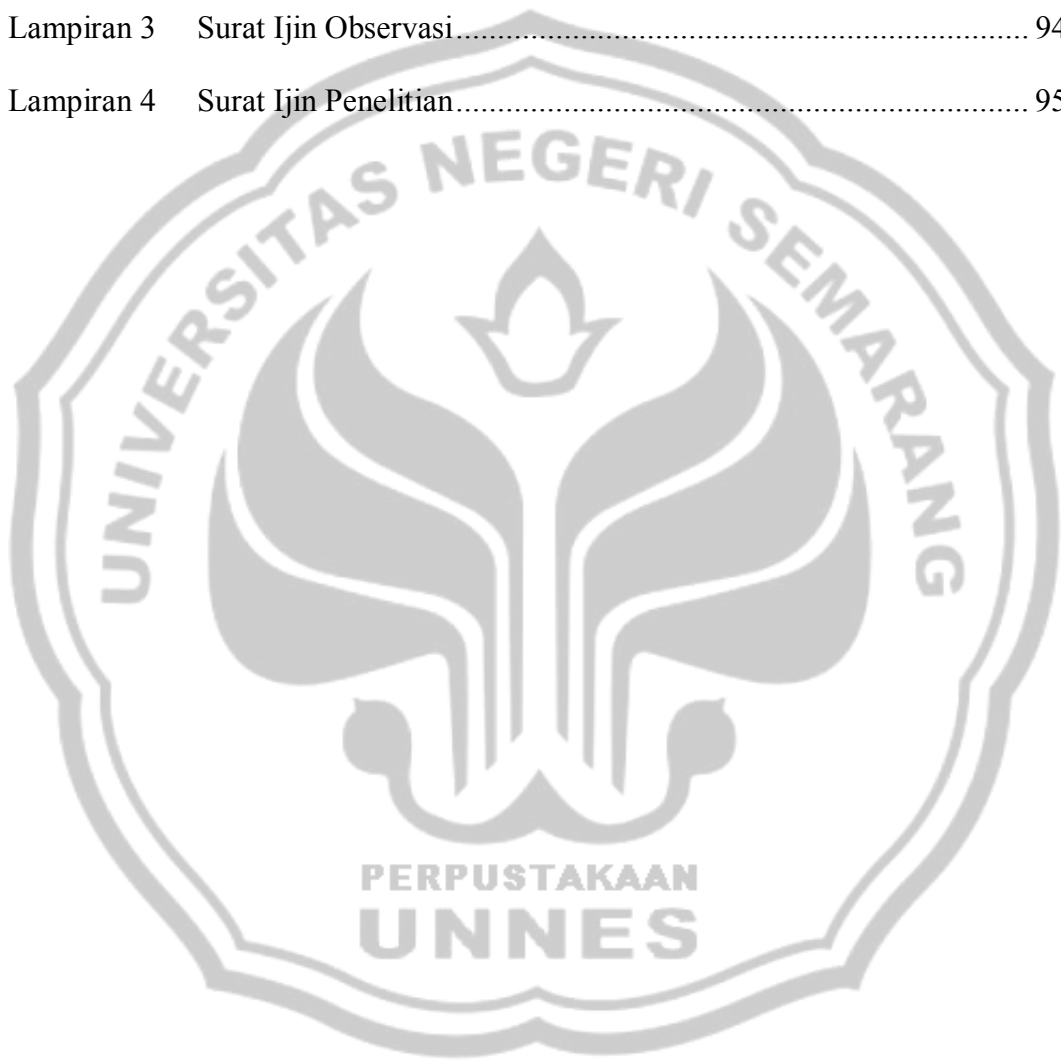 Lampiran 3 Surat Ijin Observasi........................................................................ 94
Lampiran 4 Surat Ijin Penelitian........................................................................ 95
UNIVERSITAS NEGERI SEMARANG
PERPUSTAKAAN
UNNES